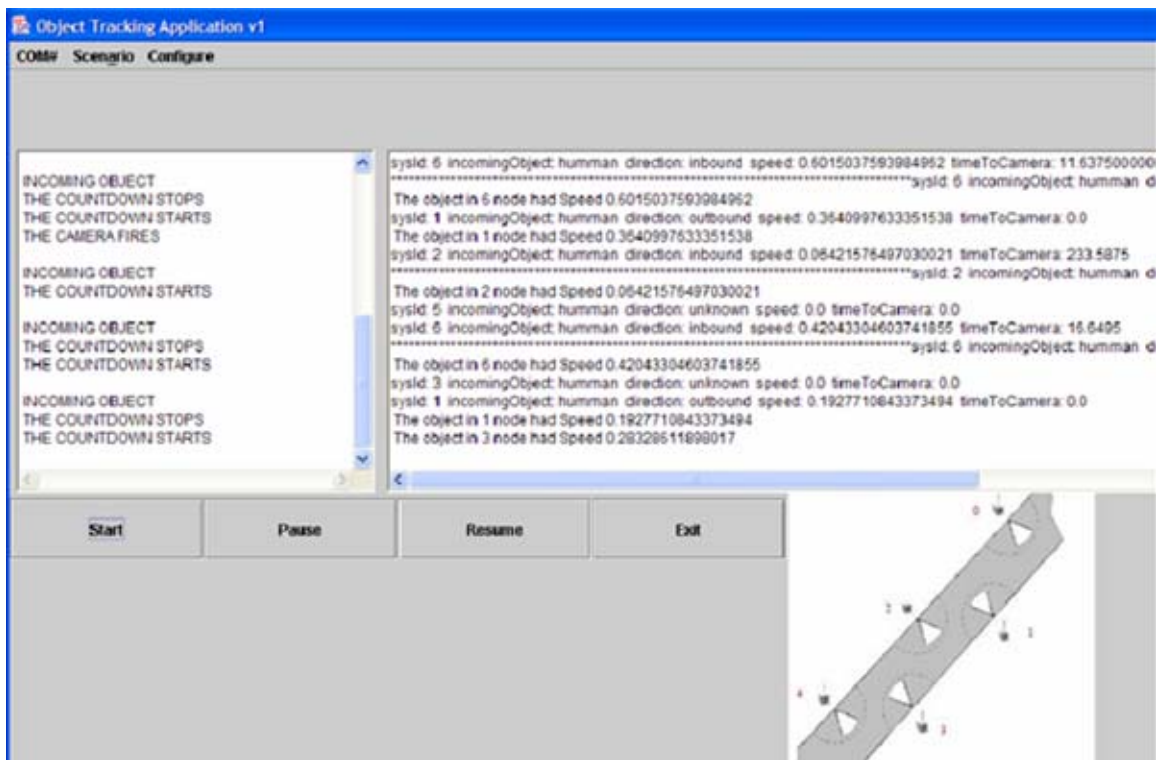 Object Tracking Application v1
COM# Scenario Configure
INCOMING OBJECT
THE COUNTDOWN STOPS
THE COUNTDOWN STARTS
THE CAMERA FIRES
INCOMING OBJECT
THE COUNTDOWN STARTS
INCOMING OBJECT
THE COUNTDOWN STOPS
THE COUNTDOWN STARTS
INCOMING OBJECT
THE COUNTDOWN STOPS
THE COUNTDOWN STARTS
sysId: 6 incomingObject: humman direction: inbound speed: 0.6015037593984962 timeToCamera: 11.637500000
****************************************************************************************************sysId: 6 incomingObject: humman d
The object in 6 node had Speed 0.6015037593984962
sysId: 1 incomingObject: humman direction: outbound speed: 0.3640997633351538 timeToCamera: 0.0
The object in 1 node had Speed 0.3640997633351538
sysId: 2 incomingObject: humman direction: inbound speed: 0.06421576497030021 timeToCamera: 233.5875
****************************************************************************************************sysId: 2 incomingObject: humman d
The object in 2 node had Speed 0.06421576497030021
sysId: 5 incomingObject: humman direction: unknown speed: 0.0 timeToCamera: 0.0
sysId: 6 incomingObject: humman direction: inbound speed: 0.42043304603741855 timeToCamera: 16.6495
****************************************************************************************************sysId: 6 incomingObject: humman d
The object in 6 node had Speed 0.42043304603741855
sysId: 3 incomingObject: humman direction: unknown speed: 0.0 timeToCamera: 0.0
sysId: 1 incomingObject: humman direction: outbound speed: 0.1927710843373494 timeToCamera: 0.0
The object in 1 node had Speed 0.1927710843373494
The object in 3 node had Speed 0.28328611898017
Start Pause Resume Exit
0
2
1
4
3